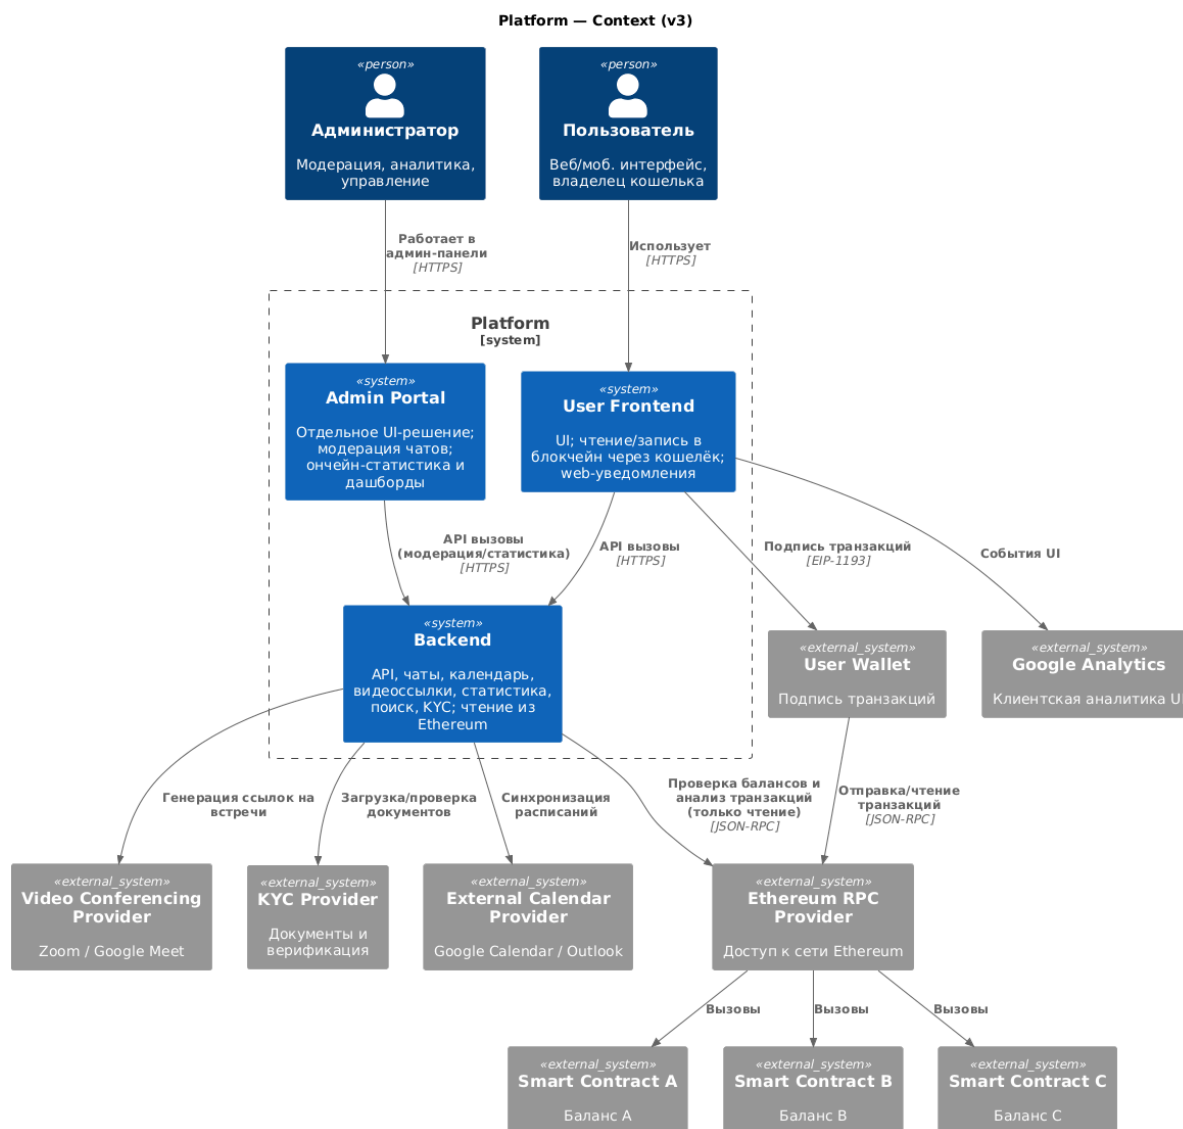 Platform — Context (v3)
«person»
Администратор
Модерация, аналитика,
управление
«person»
Пользователь
Веб/моб. интерфейс,
владелец кошелька
Работает в
админ-панели
[HTTPS]
Использует
[HTTPS]
Platform
[system]
«system»
Admin Portal
Отдельное UI-решение;
модерация чатов;
ончейн-статистика и
дашборды
«system»
User Frontend
UI; чтение/запись в
блокчейн через кошелёк;
web-уведомления
API вызовы
(модерация/статистика)
[HTTPS]
API вызовы
[HTTPS]
Подпись транзакций
[EIP-1193]
События UI
«system»
Backend
API, чаты, календарь,
видеоссылки, статистика,
поиск, KYC; чтение из
Ethereum
«external_system»
User Wallet
Подпись транзакций
«external_system»
Google Analytics
Клиентская аналитика UI
Генерация ссылок на
встречи
Загрузка/проверка
документов
Синхронизация
расписаний
Проверка балансов и
анализ транзакций
(только чтение)
[JSON-RPC]
Отправка/чтение
транзакций
[JSON-RPC]
«external_system»
Video Conferencing
Provider
Zoom / Google Meet
«external_system»
KYC Provider
Документы и
верификация
«external_system»
External Calendar
Provider
Google Calendar / Outlook
«external_system»
Ethereum RPC
Provider
Доступ к сети Ethereum
Вызовы
Вызовы
Вызовы
«external_system»
Smart Contract A
Баланс A
«external_system»
Smart Contract B
Баланс B
«external_system»
Smart Contract C
Баланс C